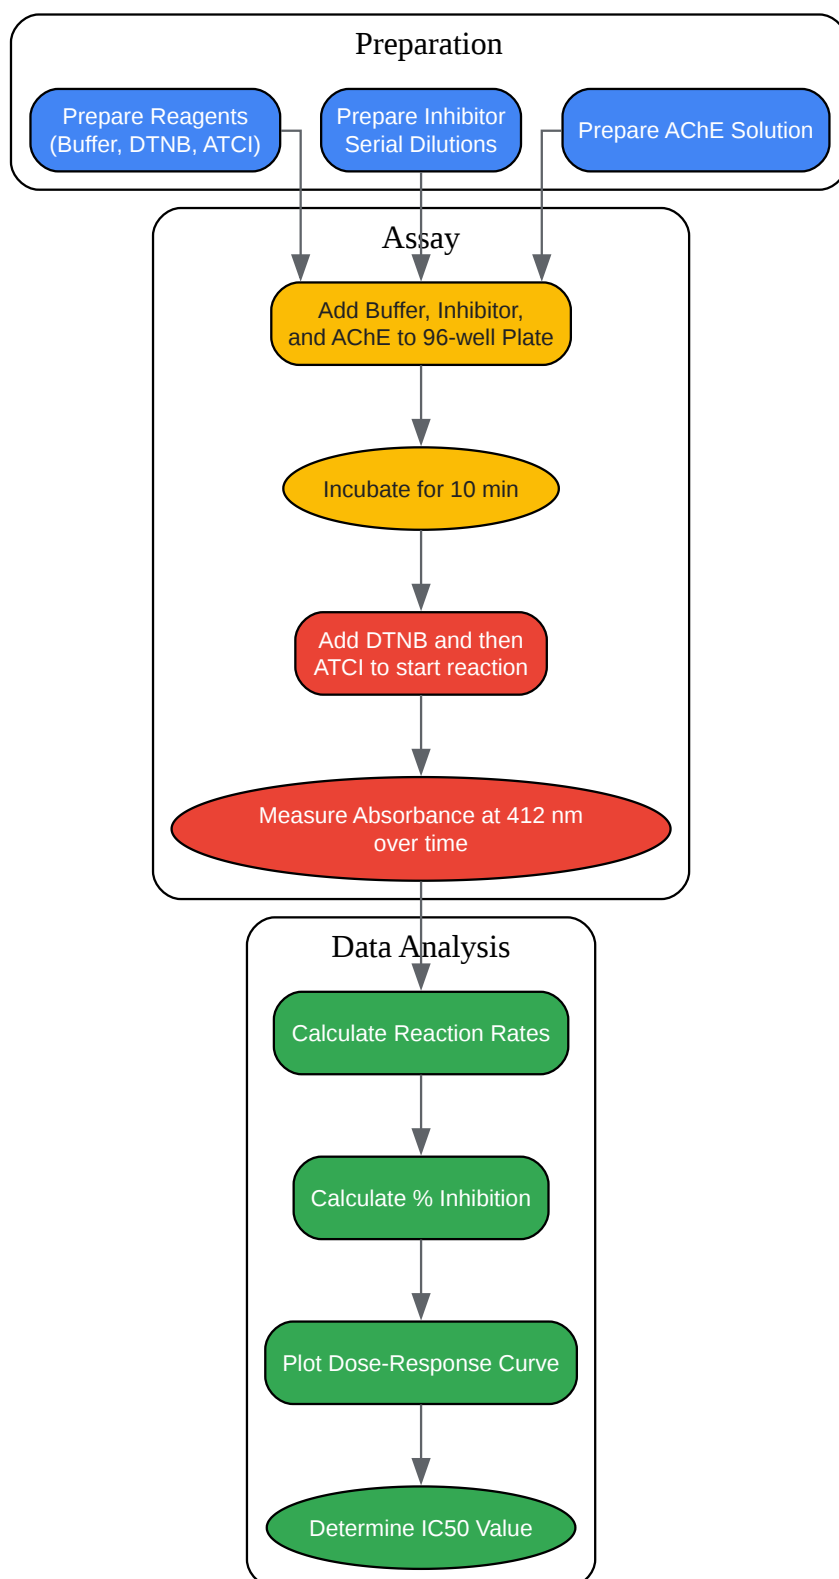 Preparation
Prepare Reagents
(Buffer, DTNB, ATCI)
Prepare Inhibitor
Serial Dilutions
Prepare AChE Solution
Assay
Add Buffer, Inhibitor,
and AChE to 96-well Plate
Incubate for 10 min
Add DTNB and then
ATCI to start reaction
Measure Absorbance at 412 nm
over time
Data Analysis
Calculate Reaction Rates
Calculate % Inhibition
Plot Dose-Response Curve
Determine IC50 Value